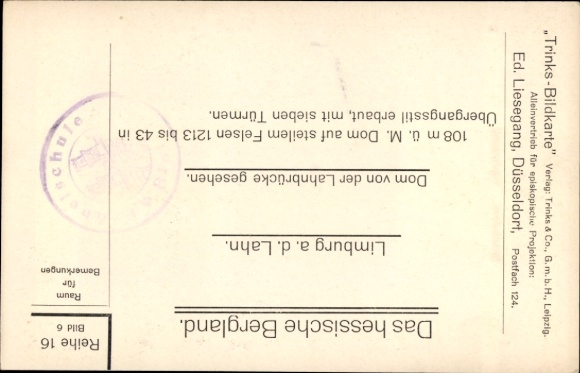 Reihe 16
Bild 6
Raum
für
Bemerkungen
Das hessische Bergland.
Limburg a. d. Lahn.
Dom von der Lahnbrücke gesehen.
108 m ü. M. Dom auf steilem Felsen 1213 bis 43 in
Übergangsstil erbaut, mit sieben Türmen.
„Trinks-Bildkarte" Verlag: Trinks & Co., G. m. b. H., Leipzig.
Alleinvertrieb für episkopische Projektion:
Ed. Liesegang, Düsseldorf, Postfach 124.